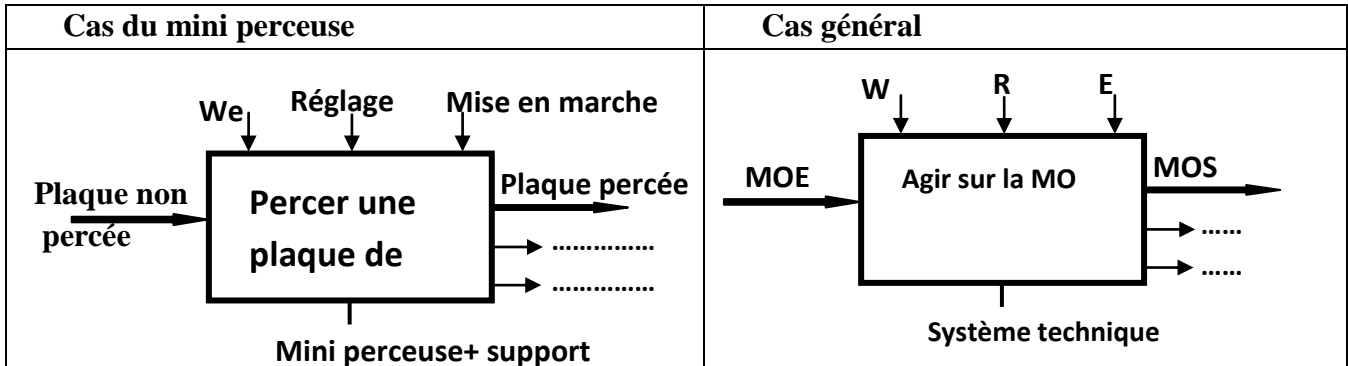 Cas du mini perceuse
Cas général
We
Réglage
Mise en marche
Plaque non
percée
Percer une
plaque de
Plaque percée
……………
……………
Mini perceuse+ support
W
R
E
MOE
Agir sur la MO
MOS
……
……
Système technique